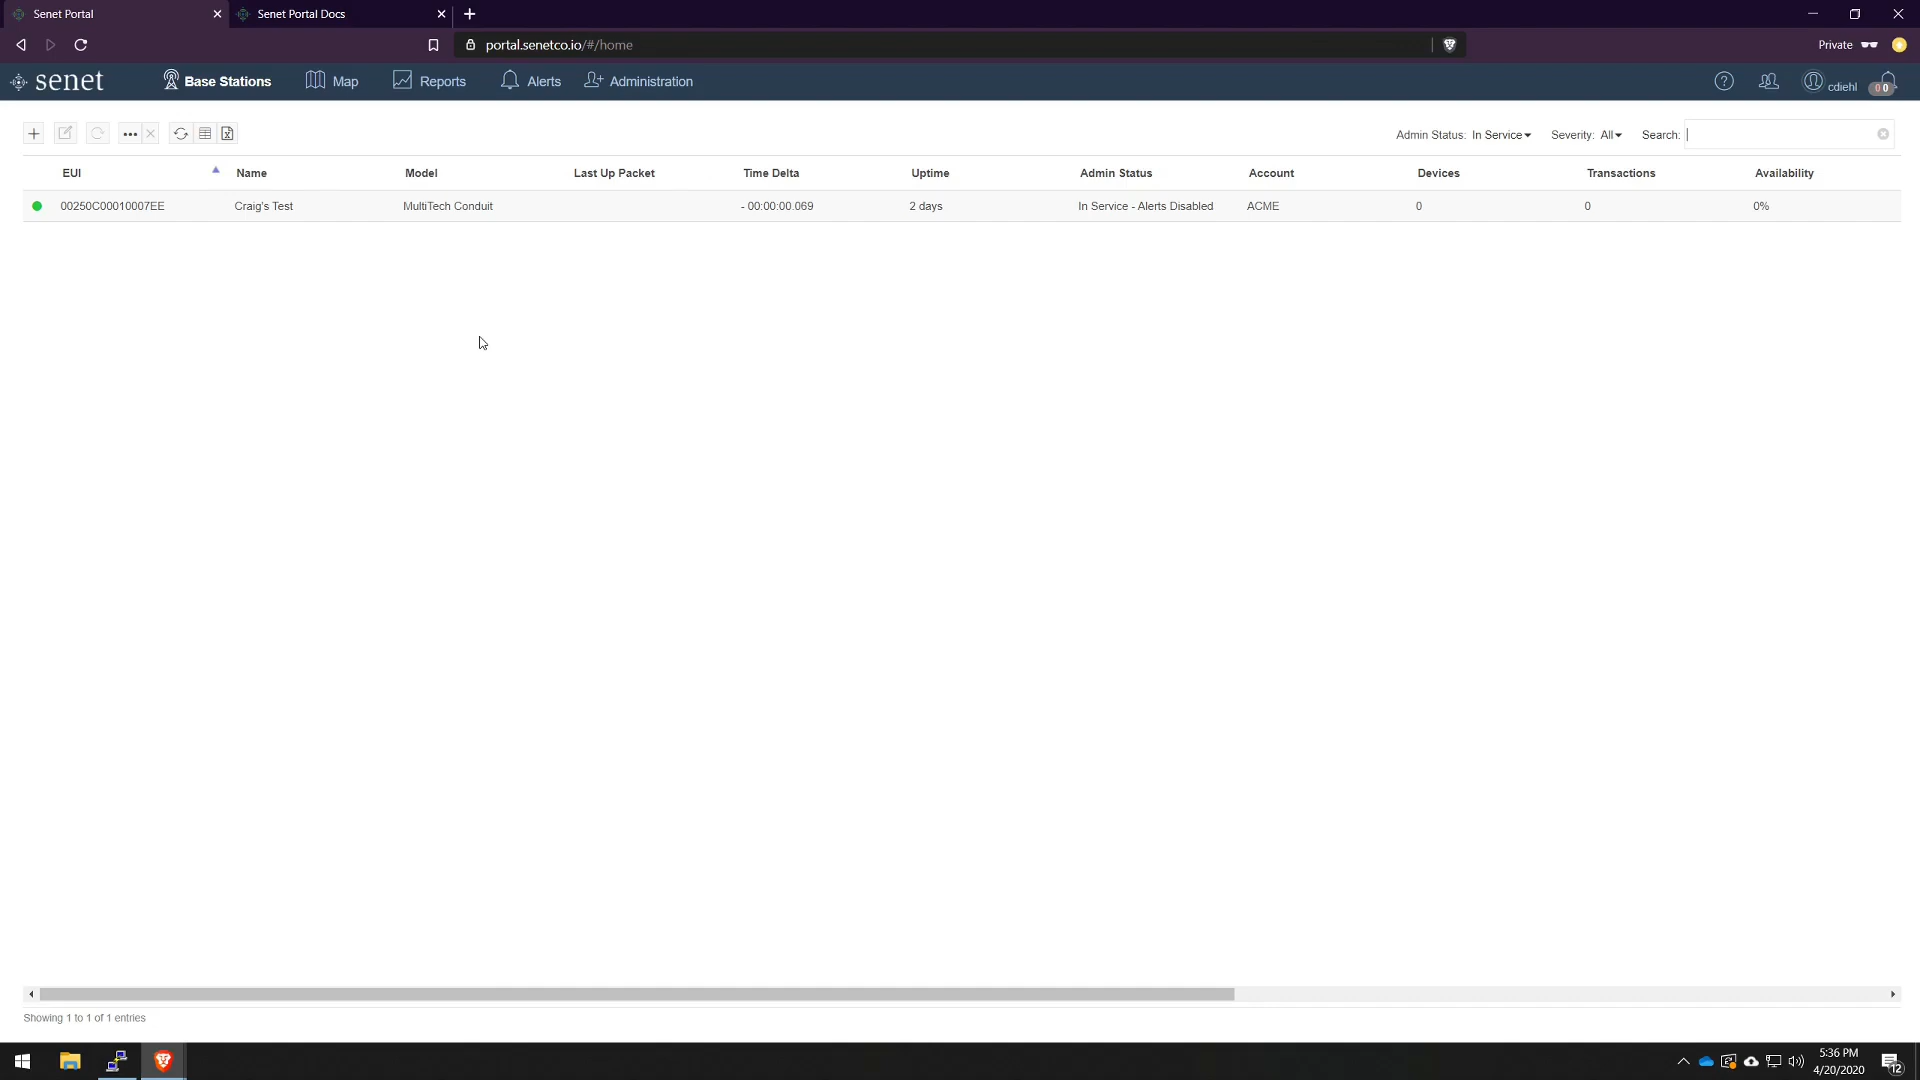 Senet Portal
Senet Portal Docs
portal.senetco.io/#/home
Private
senet
Base Stations
Map
Reports
Alerts
Administration
cdiehl
0 0
Admin Status: In Service
Severity: All
Search:
EUI Name Model Last Up Packet Time Delta Uptime Admin Status Account Devices Transactions Availability
00250C00010007EE Craig's Test MultiTech Conduit - 00:00:00.069 2 days In Service - Alerts Disabled ACME 0 0 0%
Showing 1 to 1 of 1 entries
5:36 PM
4/20/2020
12